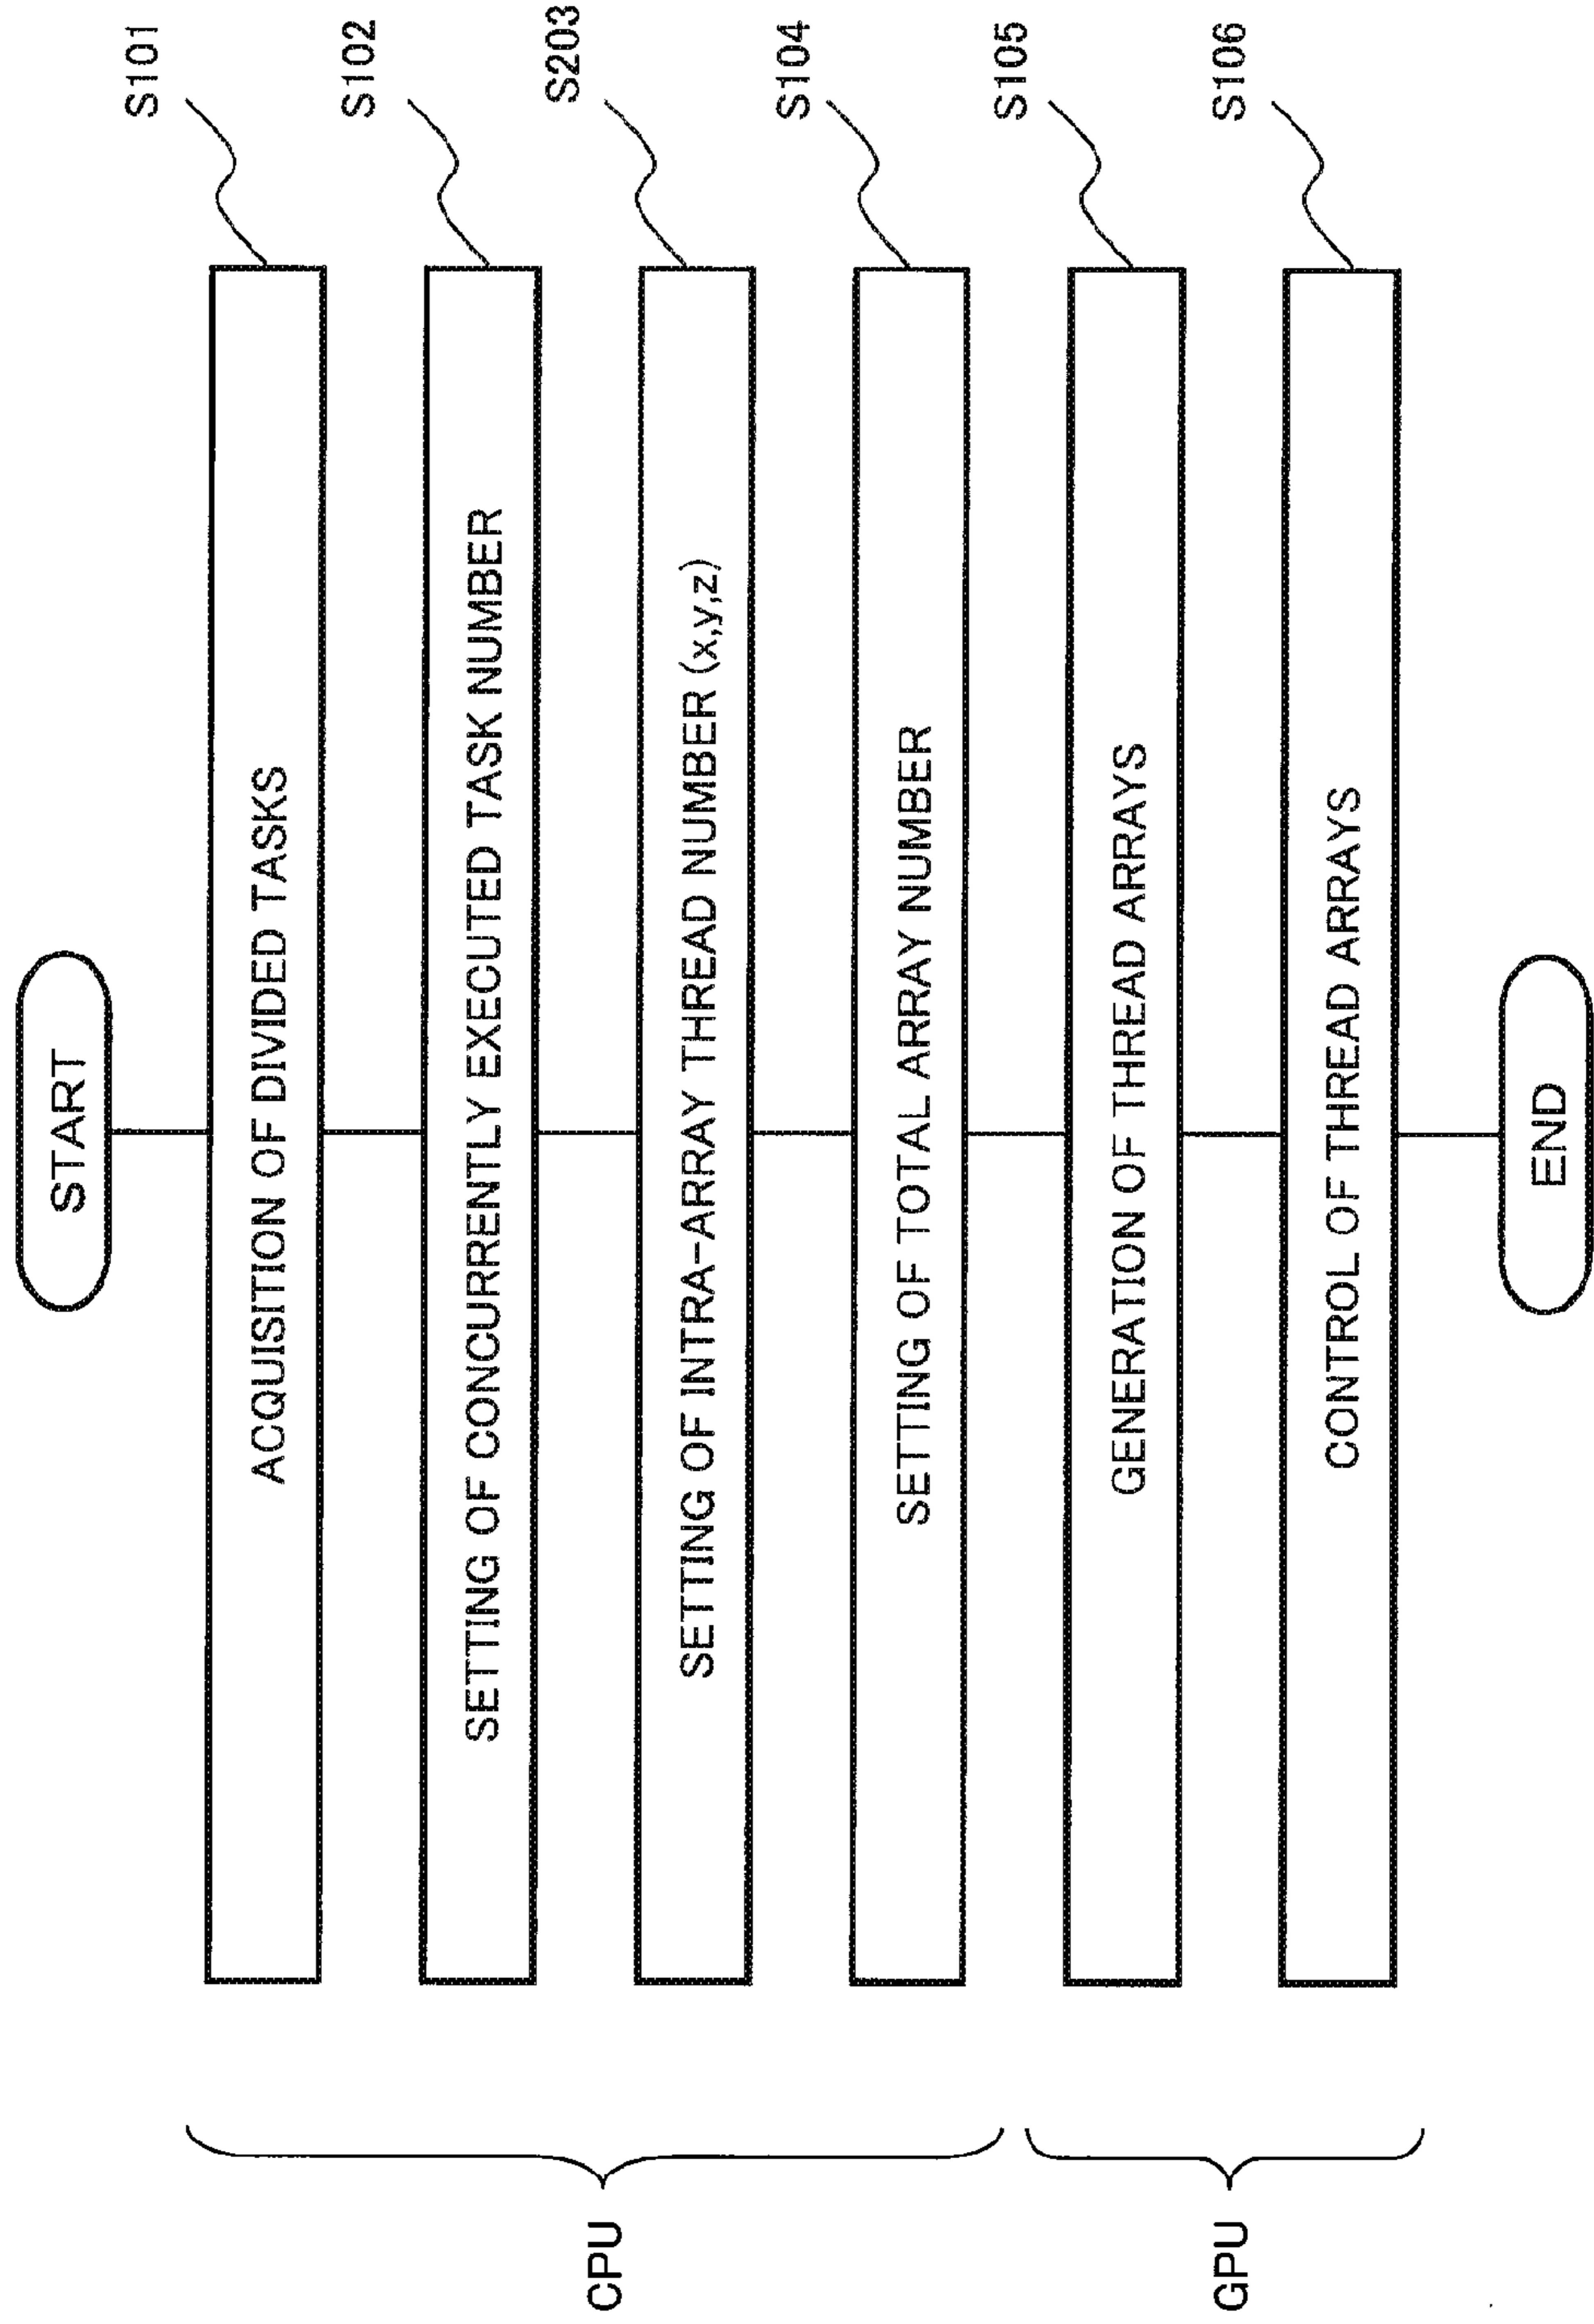 START
ACQUISITION OF DIVIDED TASKS
S101
SETTING OF CONCURRENTLY EXECUTED TASK NUMBER
S102
SETTING OF INTRA-ARRAY THREAD NUMBER (x,y,z)
S203
SETTING OF TOTAL ARRAY NUMBER
S104
CPU
GENERATION OF THREAD ARRAYS
S105
CONTROL OF THREAD ARRAYS
S106
GPU
END